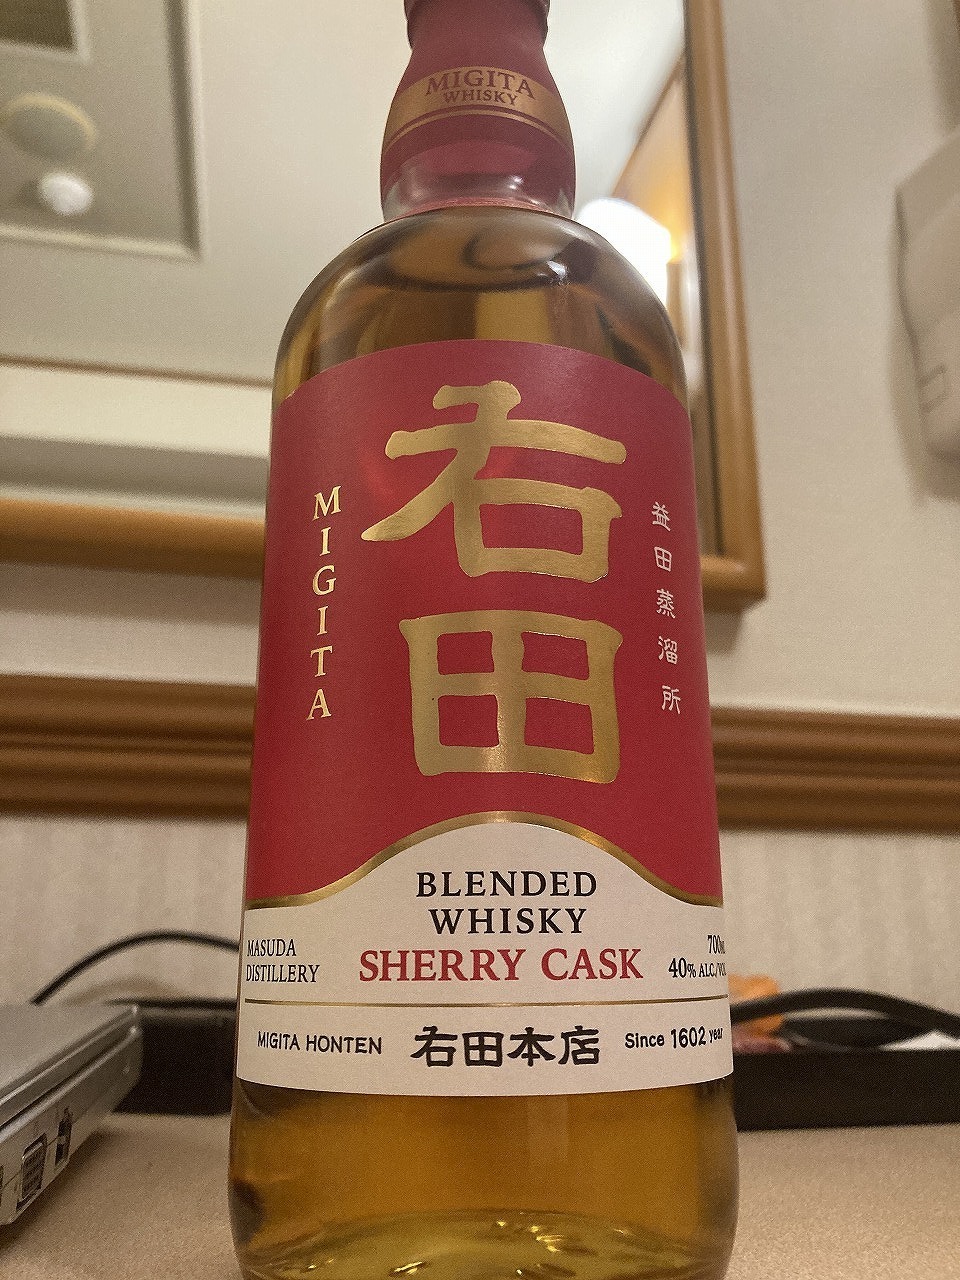 MIGITA
WHISKY
右田
MIGITA
益田蒸溜所
BLENDED
WHISKY
SHERRY CASK
MASUDA
DISTILLERY
40% ALC./
MIGITA HONTEN
右田本店
Since 1602 year